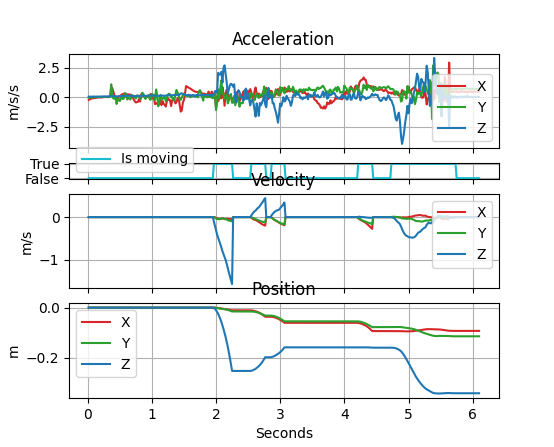 Acceleration
m/s/s
2.5
0.0
−2.5
X
Y
Z
True
False
Is moving
Velocity
m/s
0
−1
X
Y
Z
Position
m
0.0
−0.2
X
Y
Z
0 1 2 3 4 5 6
Seconds